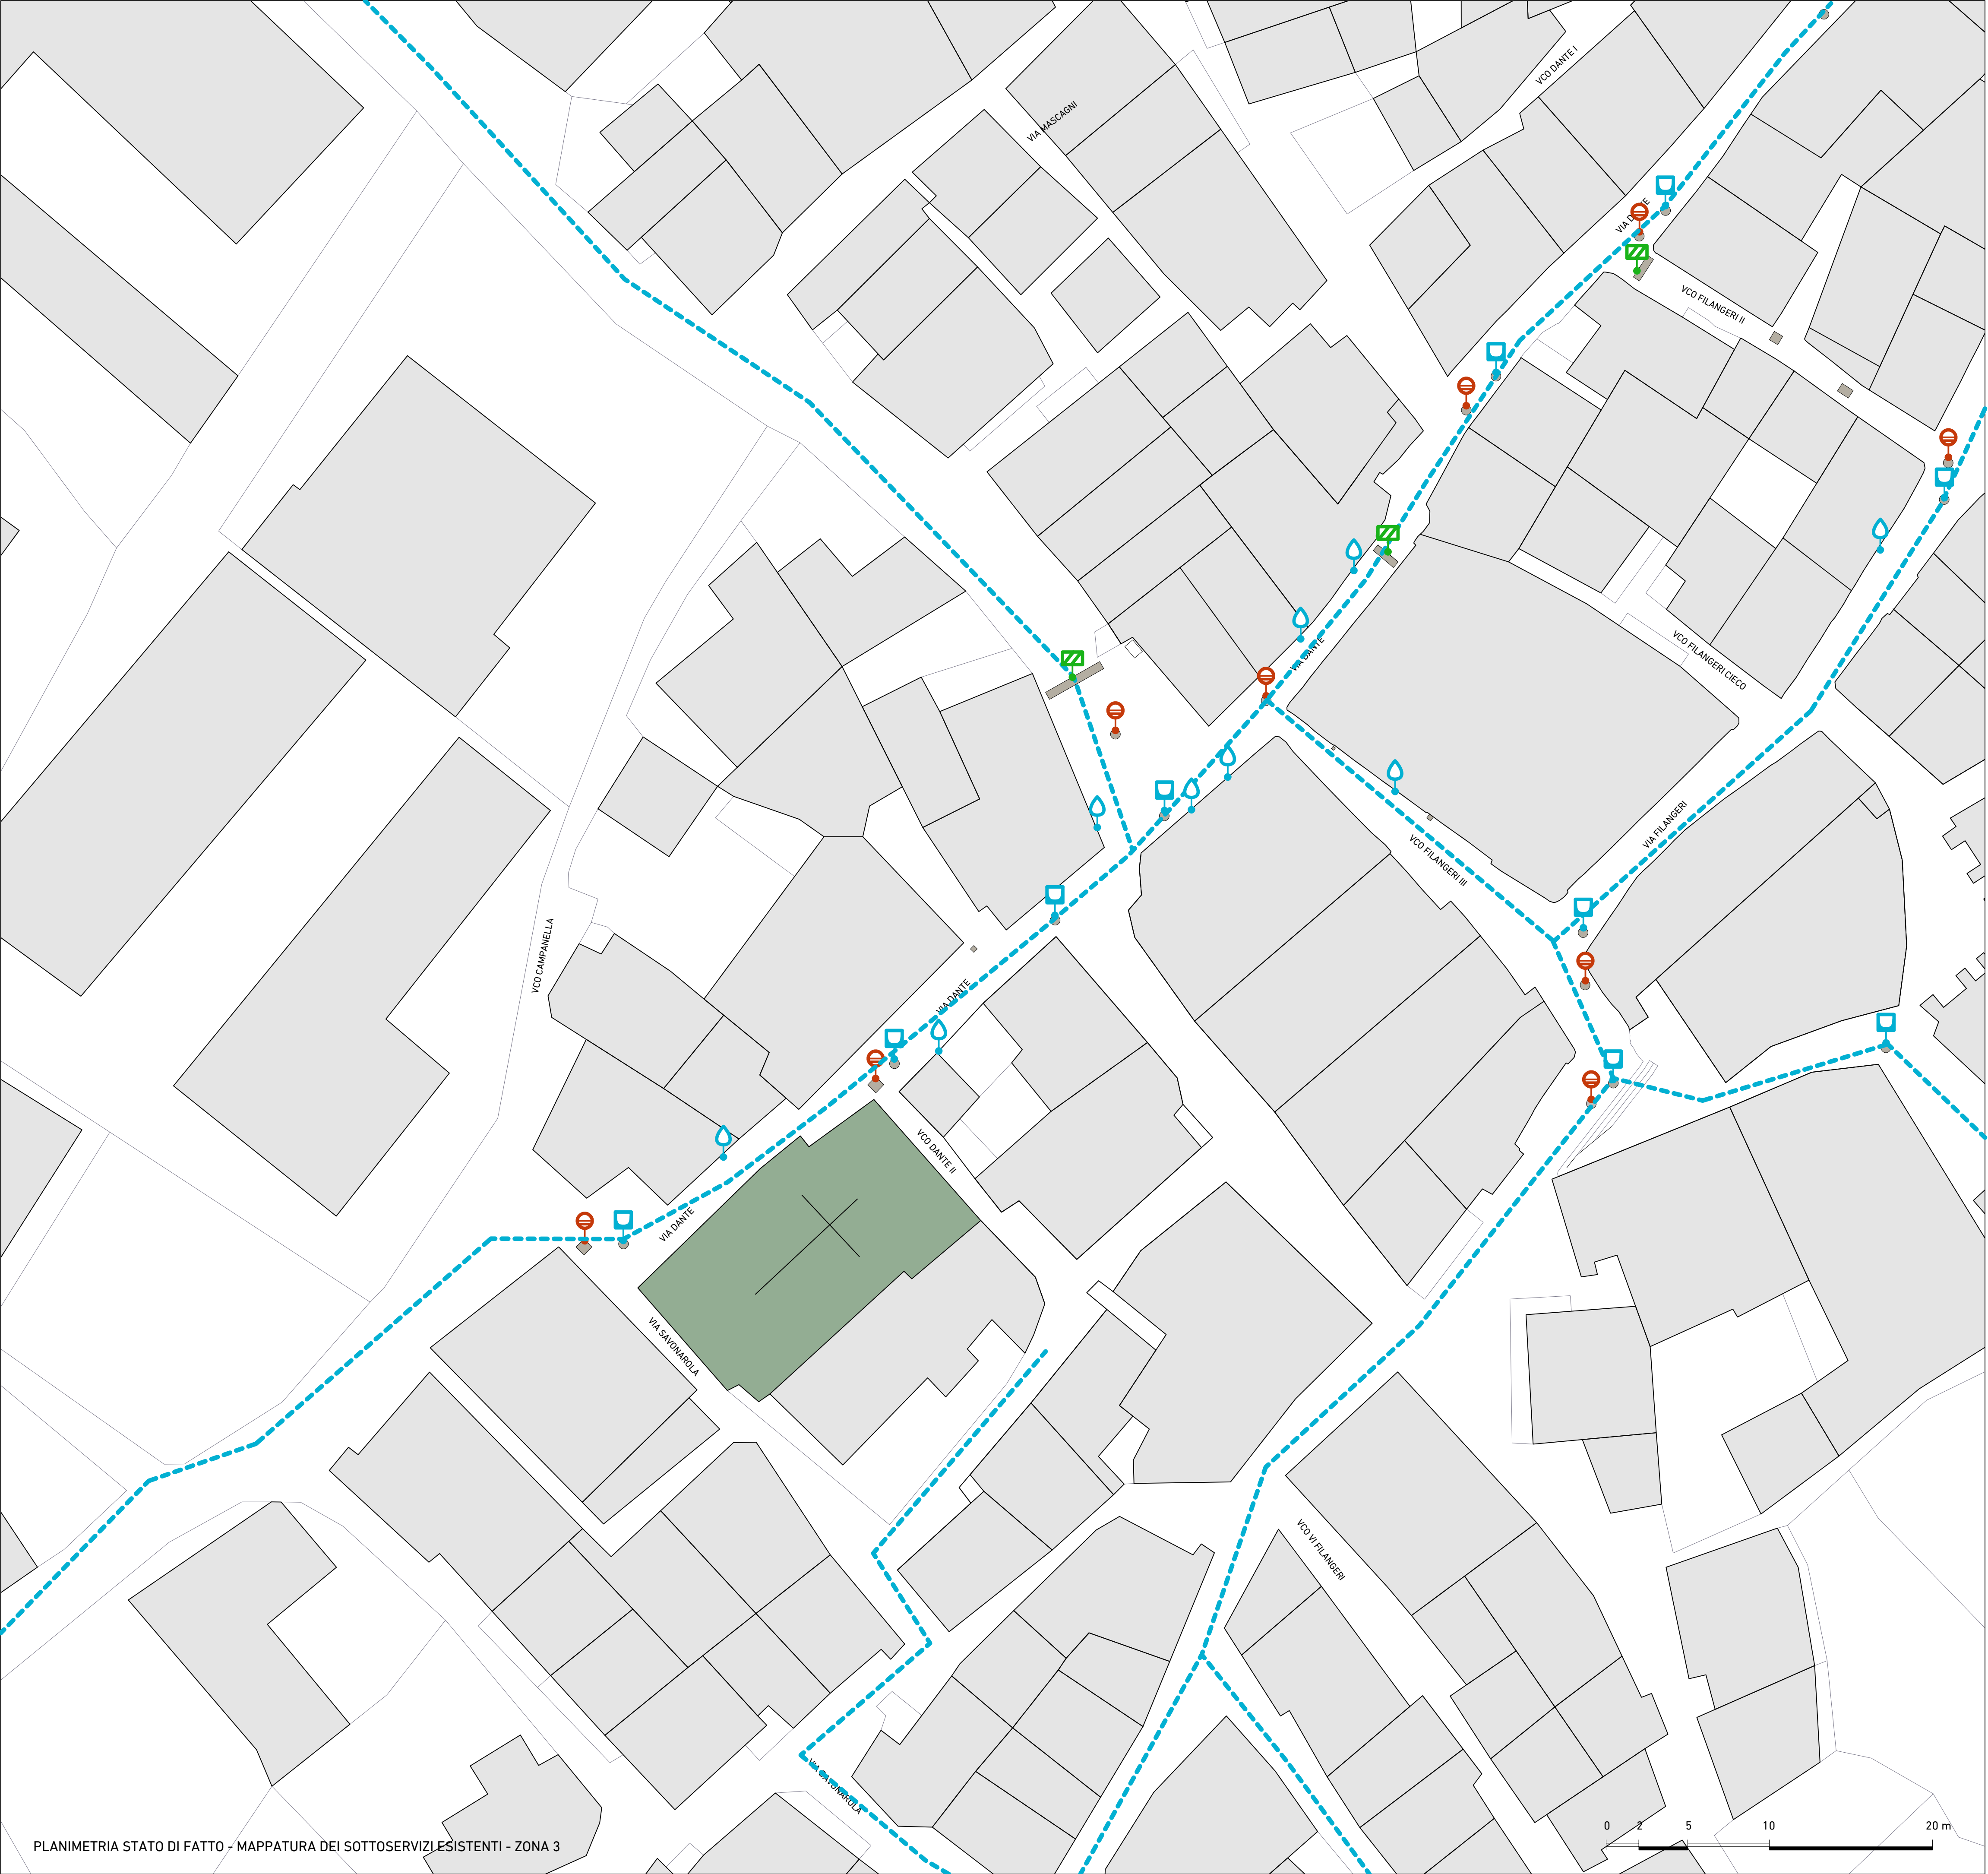 VCO DANTE I
VIA MASCAGNI
VIA DANTE
VCO FILANGERI II
VIA DANTE
VCO FILANGERI CIECO
VIA FILANGERI
VCO FILANGERI III
VCO CAMPANELLA
VIA DANTE
VCO DANTE II
VIA DANTE
VIA SAVONAROLA
VCO VI FILANGERI
VIA SAVONAROLA
PLANIMETRIA STATO DI FATTO - MAPPATURA DEI SOTTOSERVIZI ESISTENTI - ZONA 3
0 2 5 10 20 m